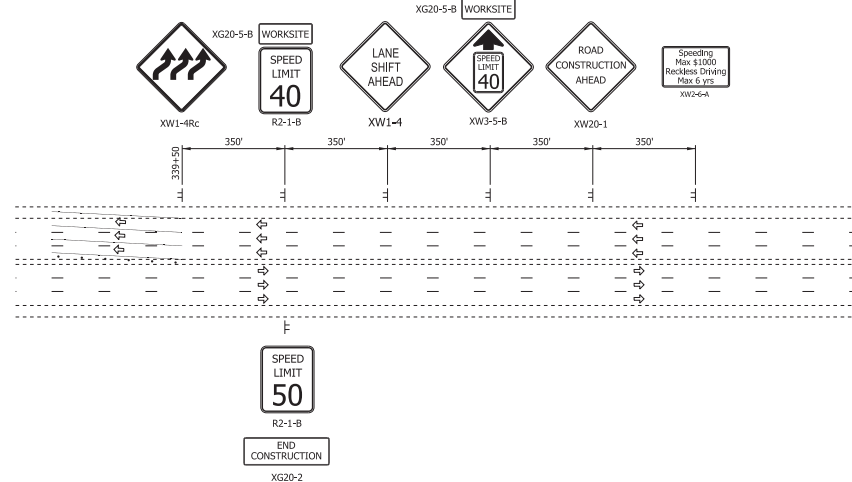 XG20-5-B
WORKSITE
XG20-5-B
WORKSITE
SPEED
LIMIT
40
LANE
SHIFT
AHEAD
SPEED
LIMIT
40
ROAD
CONSTRUCTION
AHEAD
Speeding
Max $1000
Reckless Driving
Max 6 yrs
XW2-6-A
XW1-4Rc
R2-1-B
XW1-4
XW3-5-B
XW20-1
339+50
350' 350' 350' 350' 350'
SPEED
LIMIT
50
R2-1-B
END
CONSTRUCTION
XG20-2